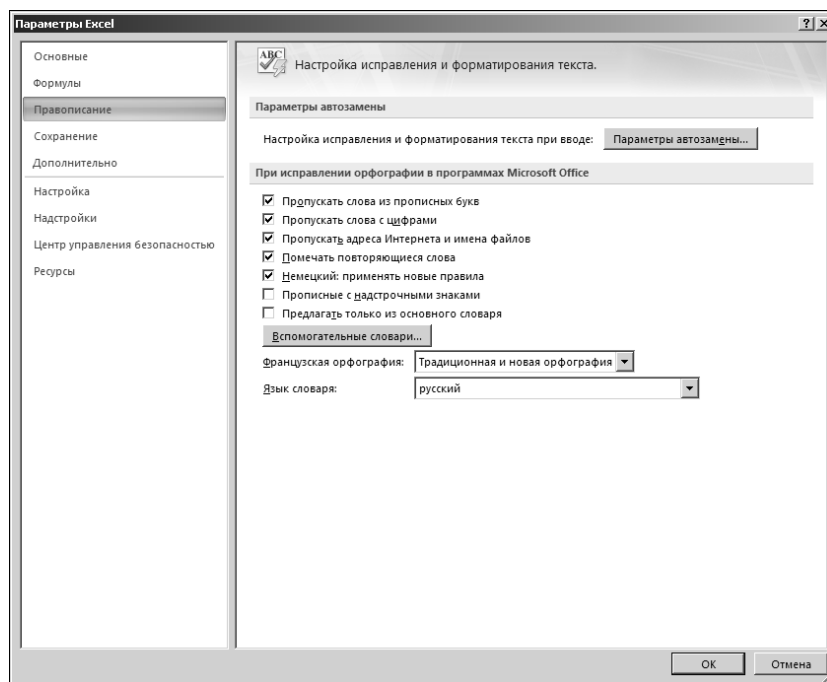 Параметры Excel
Основные
Формулы
Правописание
Сохранение
Дополнительно
Настройка
Надстройки
Центр управления безопасностью
Ресурсы
ABC
Настройка исправления и форматирования текста.
Параметры автозамены
Настройка исправления и форматирования текста при вводе: Параметры автозамены...
При исправлении орфографии в программах Microsoft Office
Пропускать слова из прописных букв
Пропускать слова с цифрами
Пропускать адреса Интернета и имена файлов
Помечать повторяющиеся слова
Немецкий: применять новые правила
Прописные с надстрочными знаками
Предлагать только из основного словаря
Вспомогательные словари...
Французская орфография: Традиционная и новая орфография
Язык словаря: русский
ОК Отмена